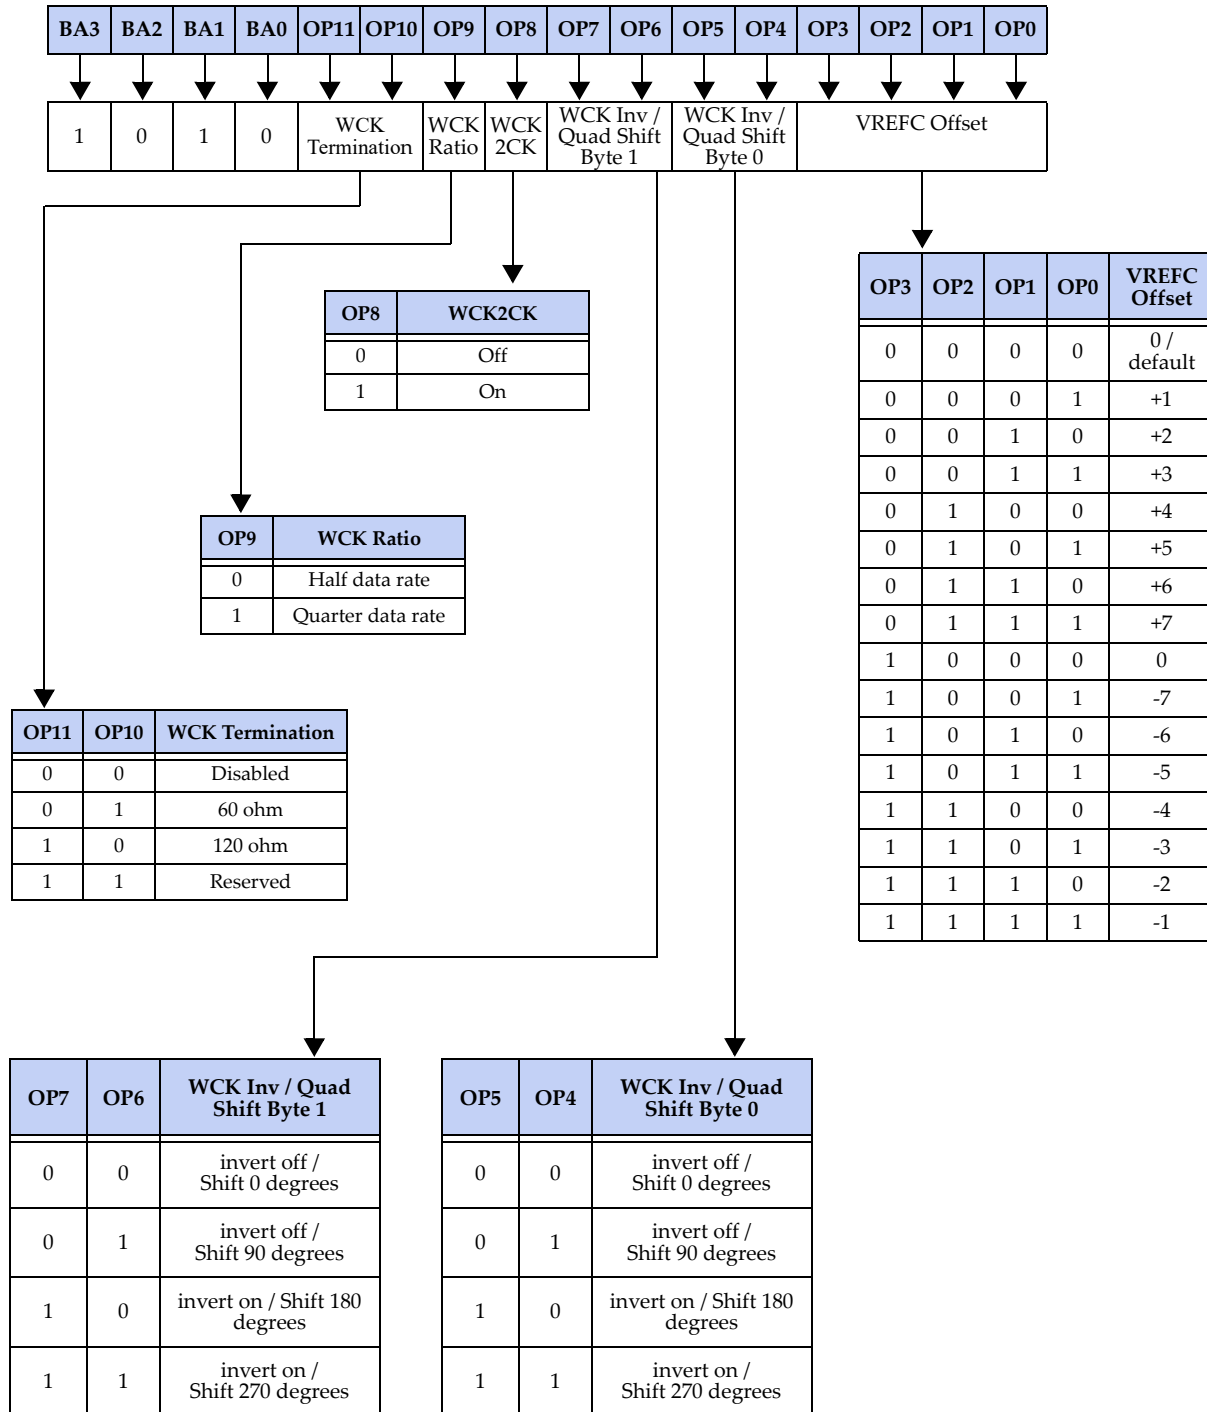 BA3 BA2 BA1 BA0 OP11 OP10 OP9 OP8 OP7 OP6 OP5 OP4 OP3 OP2 OP1 OP0
1 0 1 0
WCK
Termination
WCK
Ratio
WCK
2CK
WCK Inv /
Quad Shift
Byte 1
WCK Inv /
Quad Shift
Byte 0
VREFC Offset
OP8 WCK2CK
0 Off
1 On
OP9 WCK Ratio
0 Half data rate
1 Quarter data rate
OP11 OP10 WCK Termination
0 0 Disabled
0 1 60 ohm
1 0 120 ohm
1 1 Reserved
OP3 OP2 OP1 OP0 VREFC
Offset
0 0 0 0 0 /
default
0 0 0 1 +1
0 0 1 0 +2
0 0 1 1 +3
0 1 0 0 +4
0 1 0 1 +5
0 1 1 0 +6
0 1 1 1 +7
1 0 0 0 0
1 0 0 1 -7
1 0 1 0 -6
1 0 1 1 -5
1 1 0 0 -4
1 1 0 1 -3
1 1 1 0 -2
1 1 1 1 -1
OP7 OP6 WCK Inv / Quad
Shift Byte 1
0 0 invert off /
Shift 0 degrees
0 1 invert off /
Shift 90 degrees
1 0 invert on / Shift 180
degrees
1 1 invert on /
Shift 270 degrees
OP5 OP4 WCK Inv / Quad
Shift Byte 0
0 0 invert off /
Shift 0 degrees
0 1 invert off /
Shift 90 degrees
1 0 invert on / Shift 180
degrees
1 1 invert on /
Shift 270 degrees